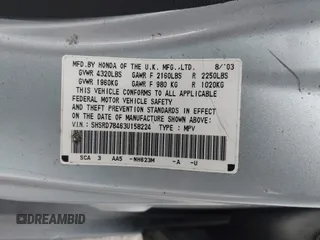 MFD.BY HONDA OF THE U.K. MFG.,LTD. 8/'03
GVWR 4320LBS GAWR F 2160LBS R 2250LBS
GVWR 1960KG GAWR F 980 KG R 1020KG
THIS VEHICLE CONFORMS TO ALL APPLICABLE
FEDERAL MOTOR VEHICLE SAFETY AND
THEFT PREVENTION STANDARDS IN EFFECT ON
THE DATE OF MANUFACTURE SHOWN ABOVE.
V.I.N.: SHSRD78463U158224 TYPE : MPV
SCA 3 AA5 -NH623M -A -U
DREAMBID